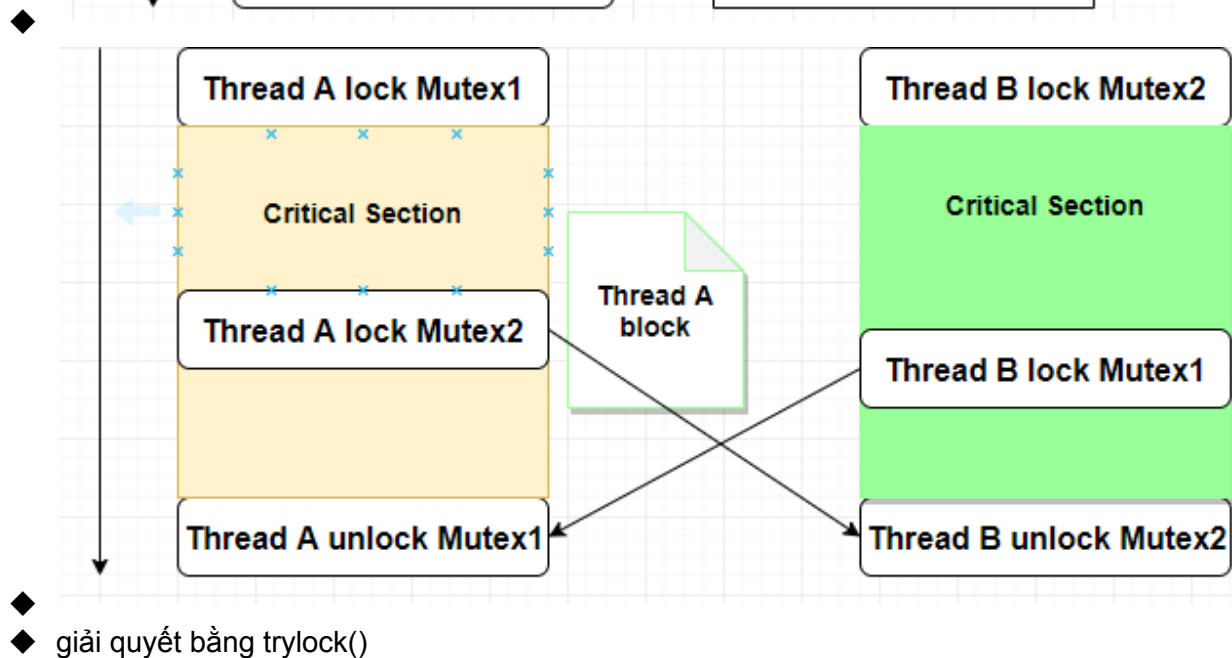 Thread A lock Mutex1
Thread B lock Mutex2
Critical Section
Critical Section
Thread A
block
Thread A lock Mutex2
Thread B lock Mutex1
Thread A unlock Mutex1
Thread B unlock Mutex2
giải quyết bằng trylock()